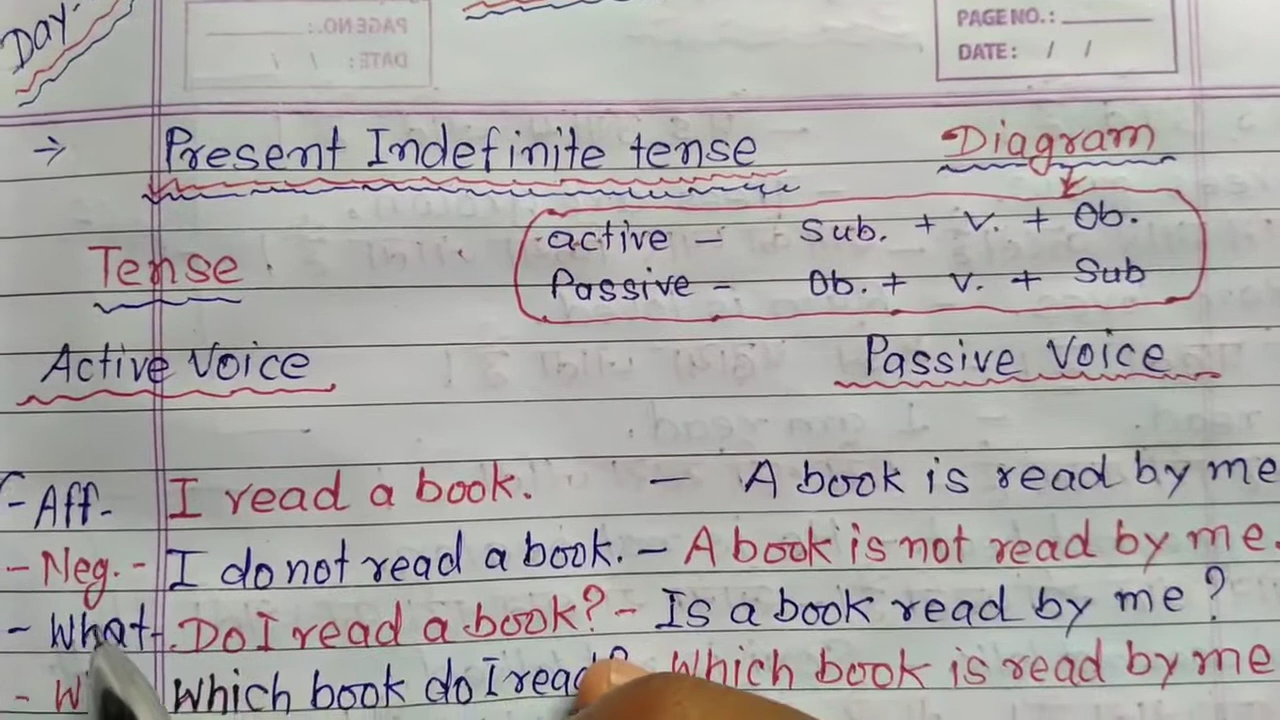 Day.
PAGE NO.:
DATE: / /
PAGE NO.:
DATE: / /
→ Present Indefinite tense
Diagram
Tense
active - Sub. + v. + Ob.
Passive - Ob. + v. + Sub
Active Voice
Passive Voice
- Aff- I read a book. - A book is read by me
- Neg. - I do not read a book. - A book is not read by me.
- What- Do I read a book? - Is a book read by me?
- Which book do I read? Which book is read by me